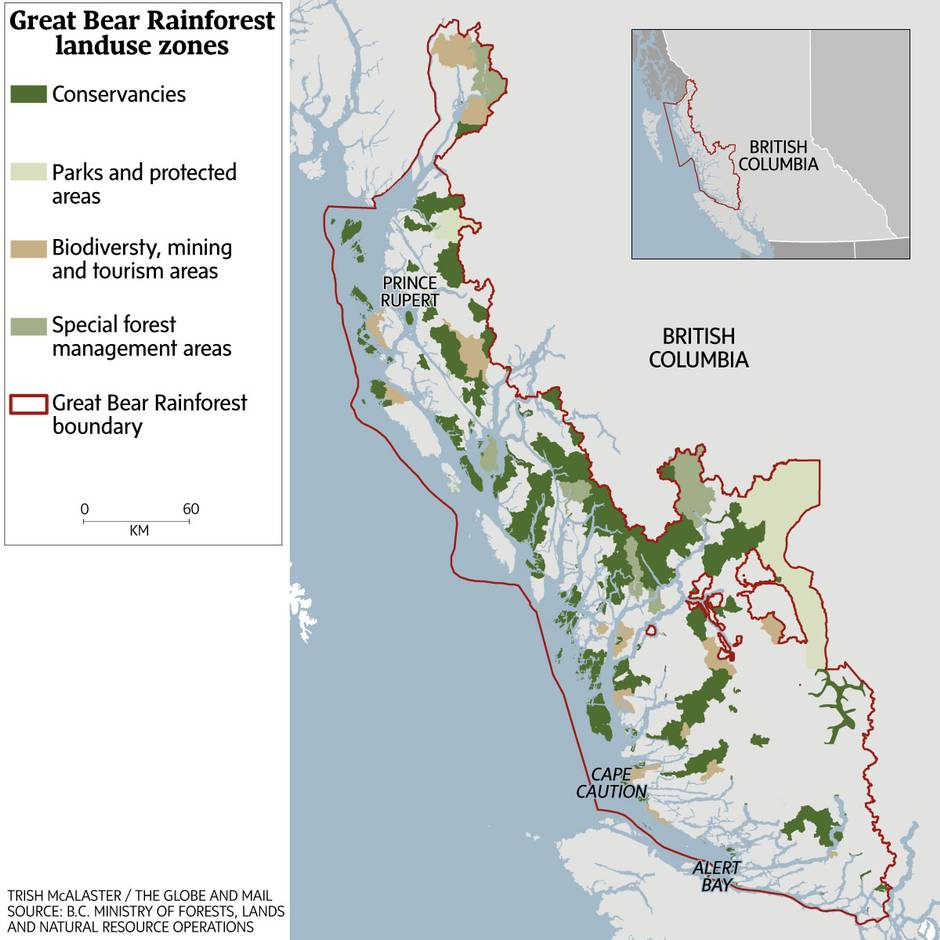 Great Bear Rainforest
landuse zones
Conservancies
Parks and protected
areas
Biodiversty, mining
and tourism areas
Special forest
management areas
Great Bear Rainforest
boundary
0 60
KM
TRISH McALASTER / THE GLOBE AND MAIL
SOURCE: B.C. MINISTRY OF FORESTS, LANDS
AND NATURAL RESOURCE OPERATIONS
BRITISH
COLUMBIA
PRINCE
RUPERT
BRITISH
COLUMBIA
CAPE
CAUTION
ALERT
BAY